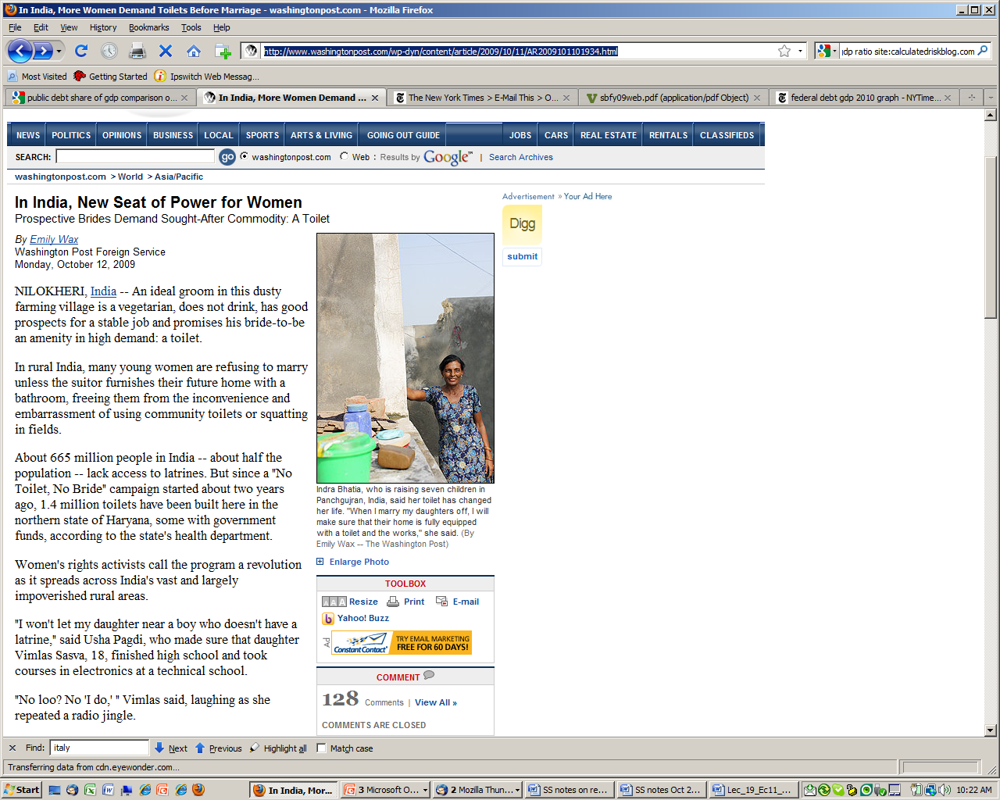 In India, More Women Demand Toilets Before Marriage - washingtonpost.com - Mozilla Firefox
File Edit View History Bookmarks Tools Help
http://www.washingtonpost.com/wp-dyn/content/article/2009/10/11/AR2009101101934.html
dp ratio site:calculatedriskblog.com
Most Visited Getting Started Ipswitch Web Messag...
public debt share of gdp comparison o...
In India, More Women Demand ...
The New York Times > E-Mail This > O...
sbfy09web.pdf (application/pdf Object)
federal debt gdp 2010 graph - NYTime...
NEWS POLITICS OPINIONS BUSINESS LOCAL SPORTS ARTS & LIVING GOING OUT GUIDE JOBS CARS REAL ESTATE RENTALS CLASSIFIEDS
SEARCH: go washingtonpost.com Web : Results by Google™ | Search Archives
washingtonpost.com > World > Asia/Pacific
In India, New Seat of Power for Women
Prospective Brides Demand Sought-After Commodity: A Toilet
By Emily Wax
Washington Post Foreign Service
Monday, October 12, 2009
NILOKHERI, India -- An ideal groom in this dusty
farming village is a vegetarian, does not drink, has good
prospects for a stable job and promises his bride-to-be
an amenity in high demand: a toilet.
In rural India, many young women are refusing to marry
unless the suitor furnishes their future home with a
bathroom, freeing them from the inconvenience and
embarrassment of using community toilets or squatting
in fields.
About 665 million people in India -- about half the
population -- lack access to latrines. But since a "No
Toilet, No Bride" campaign started about two years
ago, 1.4 million toilets have been built here in the
northern state of Haryana, some with government
funds, according to the state's health department.
Women's rights activists call the program a revolution
as it spreads across India's vast and largely
impoverished rural areas.
"I won't let my daughter near a boy who doesn't have a
latrine," said Usha Pagdi, who made sure that daughter
Vimlas Sasva, 18, finished high school and took
courses in electronics at a technical school.
"No loo? No 'I do,' " Vimlas said, laughing as she
repeated a radio jingle.
Indra Bhatia, who is raising seven children in
Panchgujran, India, said her toilet has changed
her life. "When I marry my daughters off, I will
make sure that their home is fully equipped
with a toilet and the works," she said. (By
Emily Wax -- The Washington Post)
Enlarge Photo
TOOLBOX
AAA Resize Print E-mail
Yahoo! Buzz
Ad Constant Contact TRY EMAIL MARKETING
FREE FOR 60 DAYS!
COMMENT
128 Comments | View All »
COMMENTS ARE CLOSED
Advertisement » Your Ad Here
Digg
submit
Find: italy Next Previous Highlight all Match case
Transferring data from cdn.eyewonder.com...
Start In India, Mor... 3 Microsoft O... 2 Mozilla Thun... SS notes on re... SS notes Oct 2... Lec_19_Ec11_... 10:22 AM